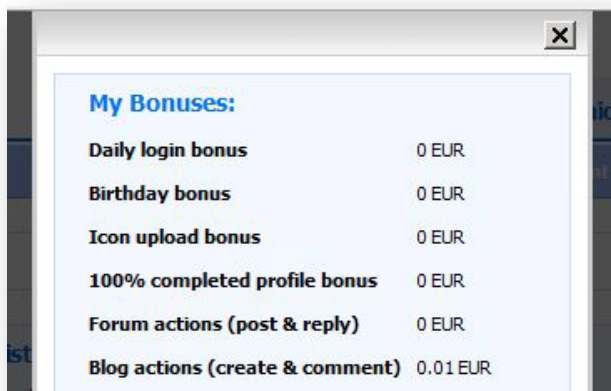 My Bonuses:
Daily login bonus 0 EUR
Birthday bonus 0 EUR
Icon upload bonus 0 EUR
100% completed profile bonus 0 EUR
Forum actions (post & reply) 0 EUR
ist
Blog actions (create & comment) 0.01 EUR